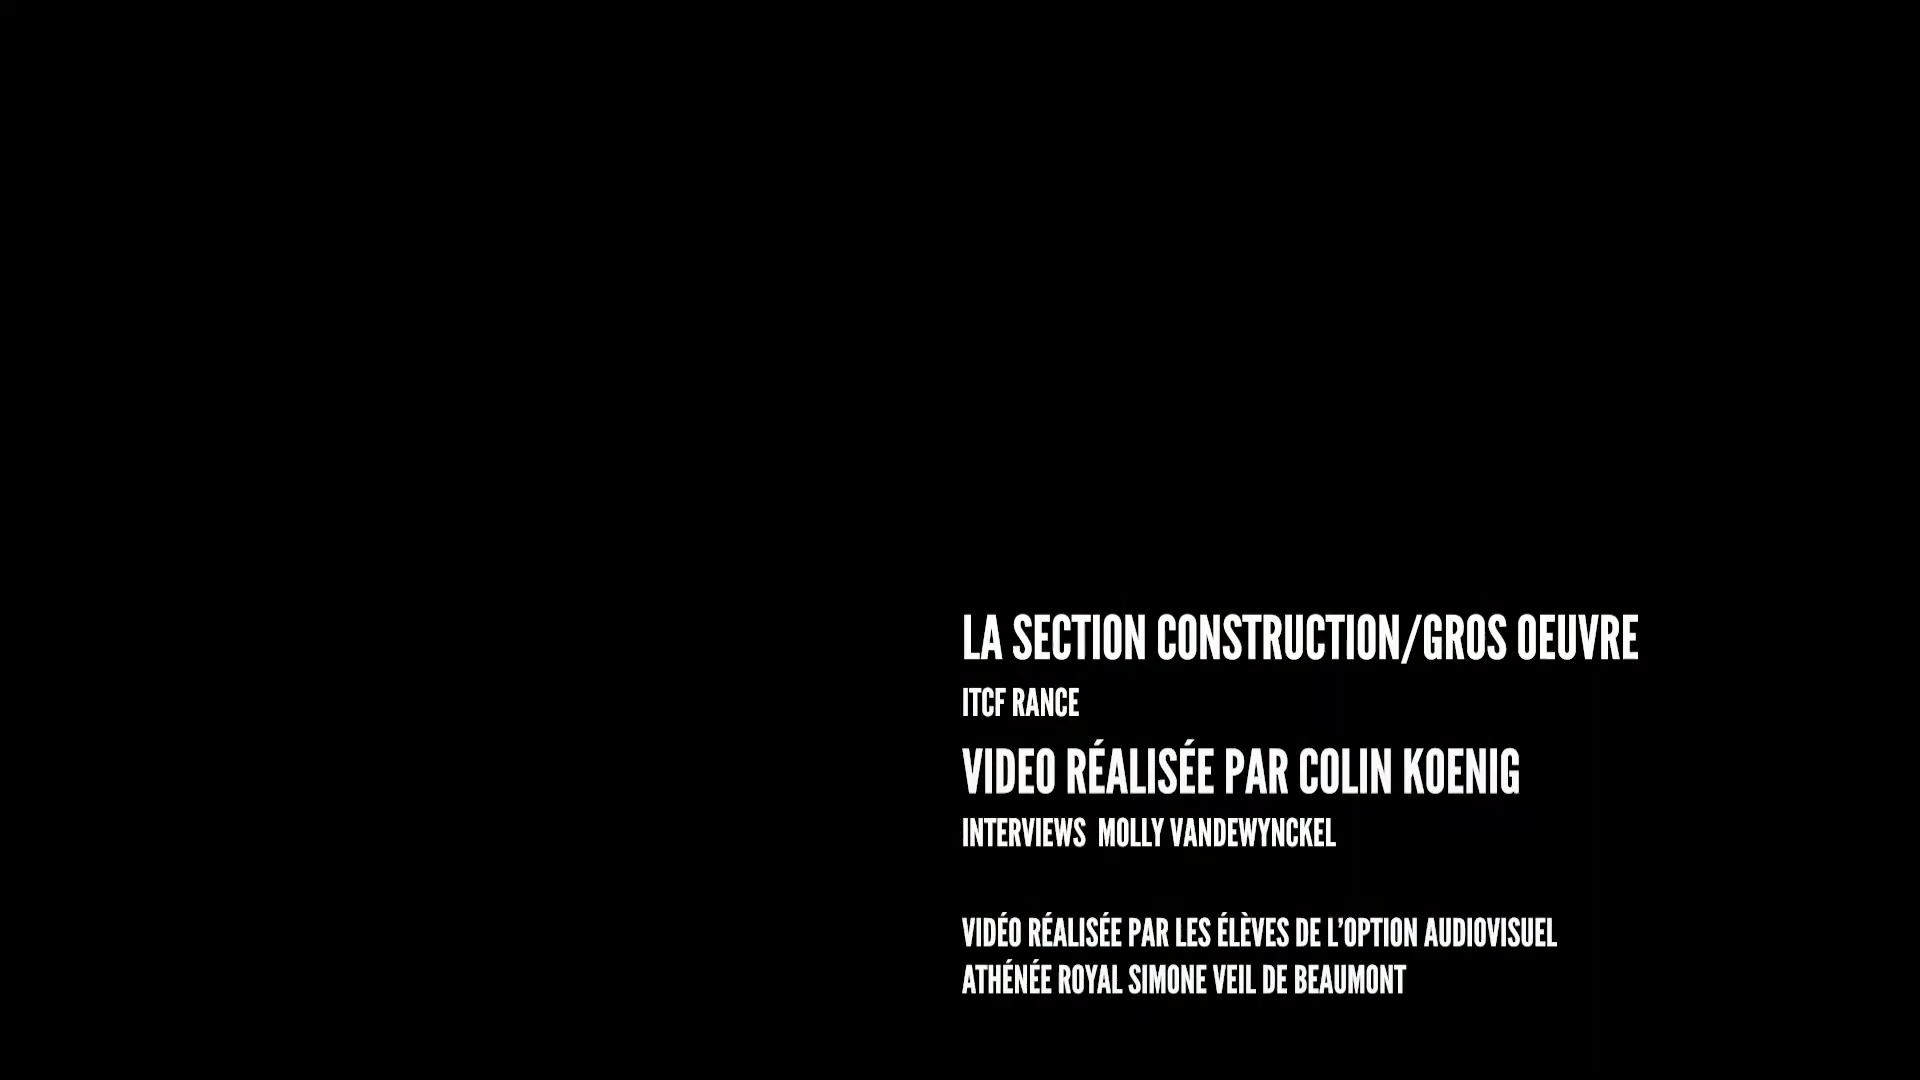 LA SECTION CONSTRUCTION/GROS OEUVRE
ITCF RANCE
VIDEO RÉALISÉE PAR COLIN KOENIG
INTERVIEWS  MOLLY VANDEWYNCKEL
VIDÉO RÉALISÉE PAR LES ÉLÈVES DE L'OPTION AUDIOVISUEL
ATHÉNÉE ROYAL SIMONE VEIL DE BEAUMONT